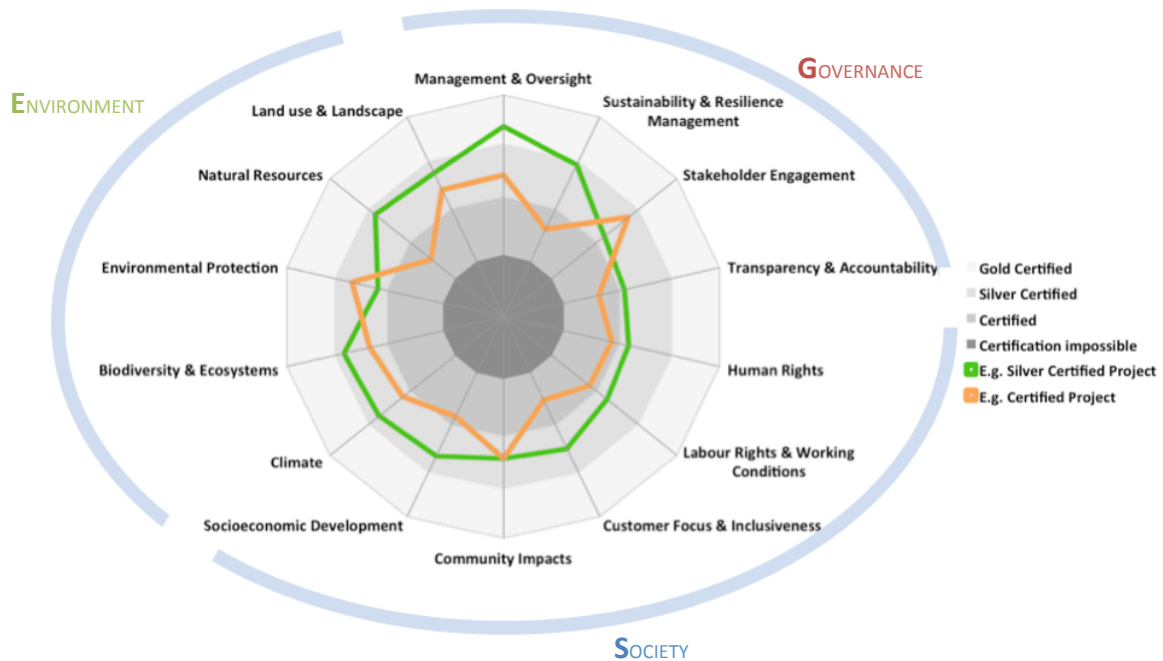 GOVERNANCE
ENVIRONMENT
Management & Oversight
Land use & Landscape
Sustainability & Resilience
Management
Natural Resources
Stakeholder Engagement
Environmental Protection
Transparency & Accountability
Biodiversity & Ecosystems
Human Rights
Climate
Labour Rights & Working
Conditions
Socioeconomic Development
Customer Focus & Inclusiveness
Community Impacts
Gold Certified
Silver Certified
Certified
Certification impossible
E.g. Silver Certified Project
E.g. Certified Project
SOCIETY